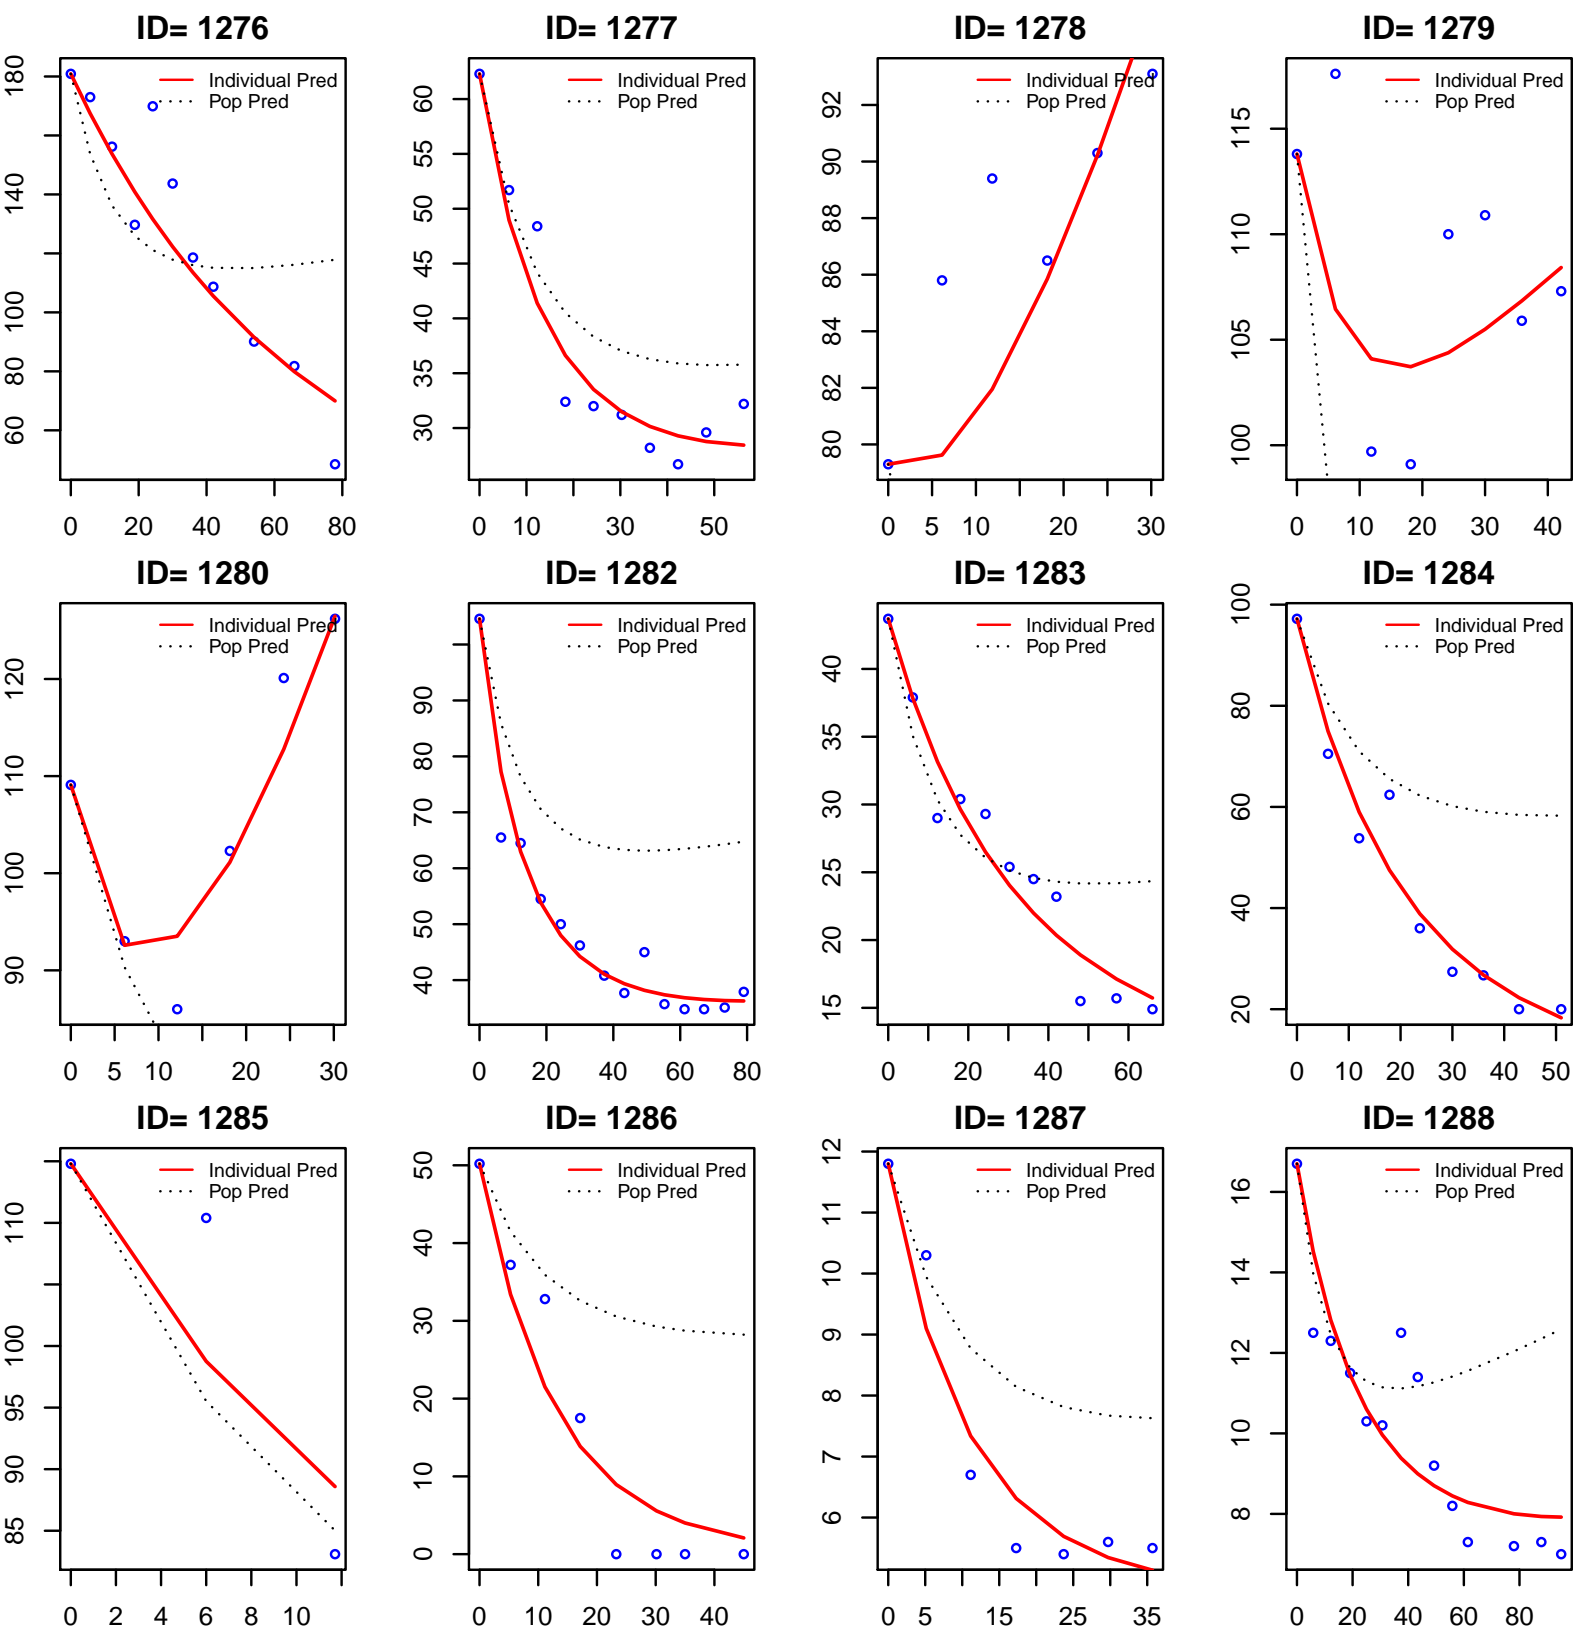 ID= 1276
Individual Pred
Pop Pred
60 80 100 140 180
0 20 40 60 80
ID= 1277
Individual Pred
Pop Pred
30 35 40 45 50 55 60
0 10 30 50
ID= 1278
Individual Pred
Pop Pred
80 82 84 86 88 90 92
0 5 10 20 30
ID= 1279
Individual Pred
Pop Pred
100 105 110 115
0 10 20 30 40
ID= 1280
Individual Pred
Pop Pred
90 100 110 120
0 5 10 20 30
ID= 1282
Individual Pred
Pop Pred
40 50 60 70 80 90
0 20 40 60 80
ID= 1283
Individual Pred
Pop Pred
15 20 25 30 35 40
0 20 40 60
ID= 1284
Individual Pred
Pop Pred
20 40 60 80 100
0 10 20 30 40 50
ID= 1285
Individual Pred
Pop Pred
85 90 95 100 110
0 2 4 6 8 10
ID= 1286
Individual Pred
Pop Pred
0 10 20 30 40 50
0 10 20 30 40
ID= 1287
Individual Pred
Pop Pred
6 7 8 9 10 11 12
0 5 15 25 35
ID= 1288
Individual Pred
Pop Pred
8 10 12 14 16
0 20 40 60 80